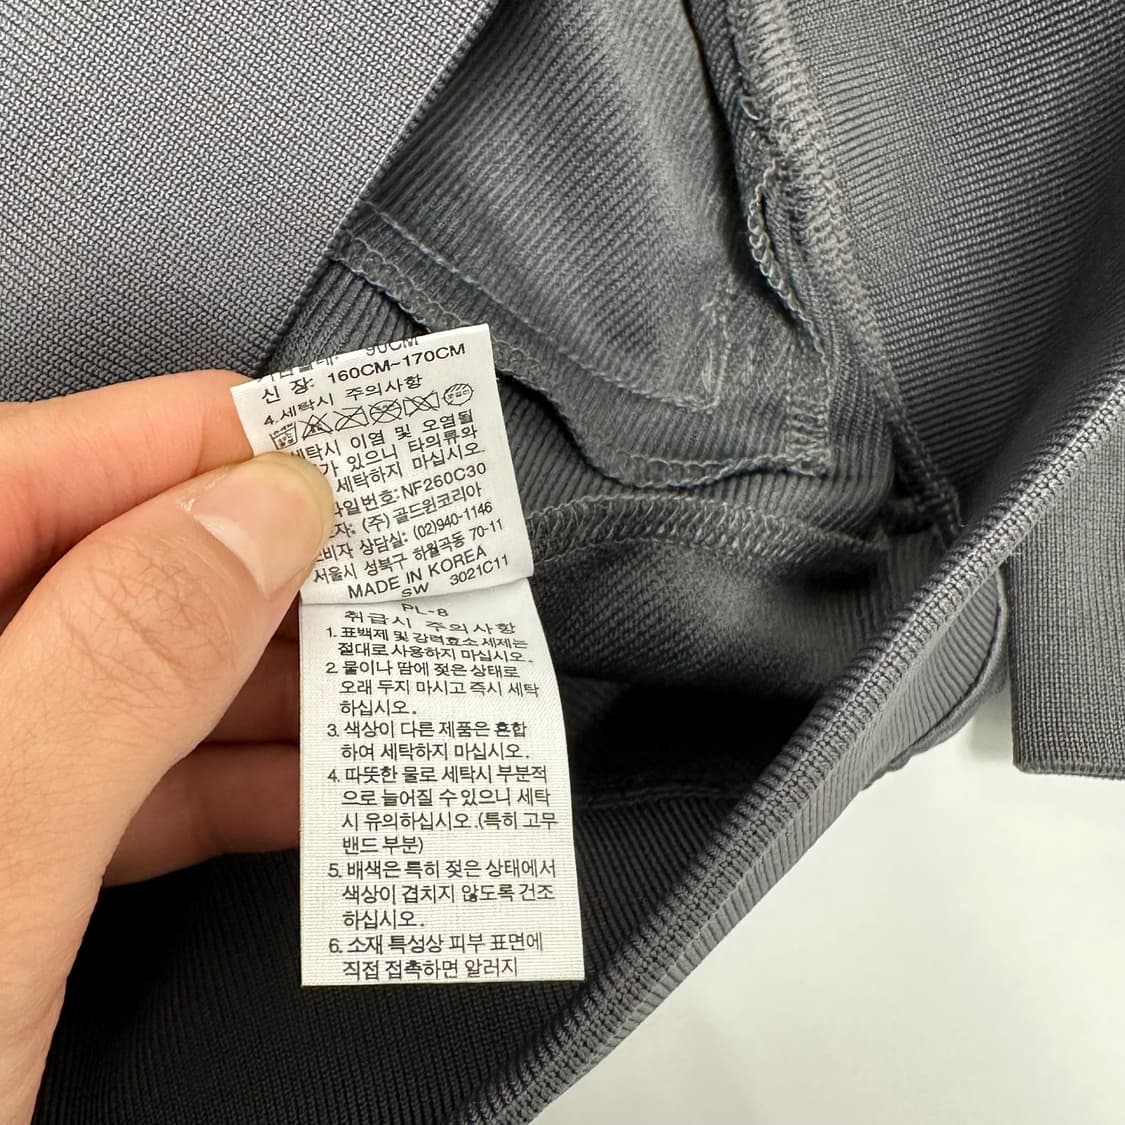 90CM
신 장: 160CM~170CM
4.세탁시 주의사항
세탁시 이염 및 오염될
가 있으니 타의류와
세탁하지 마십시오.
일번호: NF260C30
자: (주) 골드윈코리아
비자 상담실: (02)940-1146
서울시 성북구 하월곡동 70-11
MADE IN KOREA
SW 3021C11
PL-8
취급시 주의사항
1. 표백제 및 강력효소 세제는
절대로 사용하지 마십시오.
2. 물이나 땀에 젖은 상태로
오래 두지 마시고 즉시 세탁
하십시오.
3. 색상이 다른 제품은 혼합
하여 세탁하지 마십시오.
4. 따뜻한 물로 세탁시 부분적
으로 늘어질 수 있으니 세탁
시 유의하십시오.(특히 고무
밴드 부분)
5. 배색은 특히 젖은 상태에서
색상이 겹치지 않도록 건조
하십시오.
6. 소재 특성상 피부 표면에
직접 접촉하면 알러지